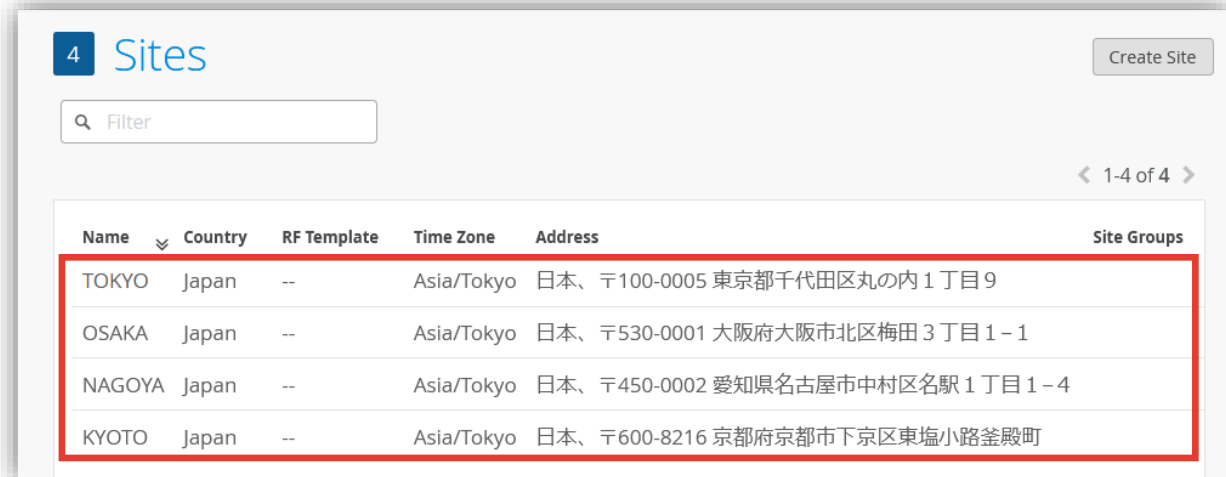 4 Sites
Create Site
Filter
1-4 of 4
Name Country RF Template Time Zone Address Site Groups
TOKYO Japan -- Asia/Tokyo 日本、〒100-0005 東京都千代田区丸の内１丁目９
OSAKA Japan -- Asia/Tokyo 日本、〒530-0001 大阪府大阪市北区梅田３丁目１−１
NAGOYA Japan -- Asia/Tokyo 日本、〒450-0002 愛知県名古屋市中村区名駅１丁目１−４
KYOTO Japan -- Asia/Tokyo 日本、〒600-8216 京都府京都市下京区東塩小路釜殿町